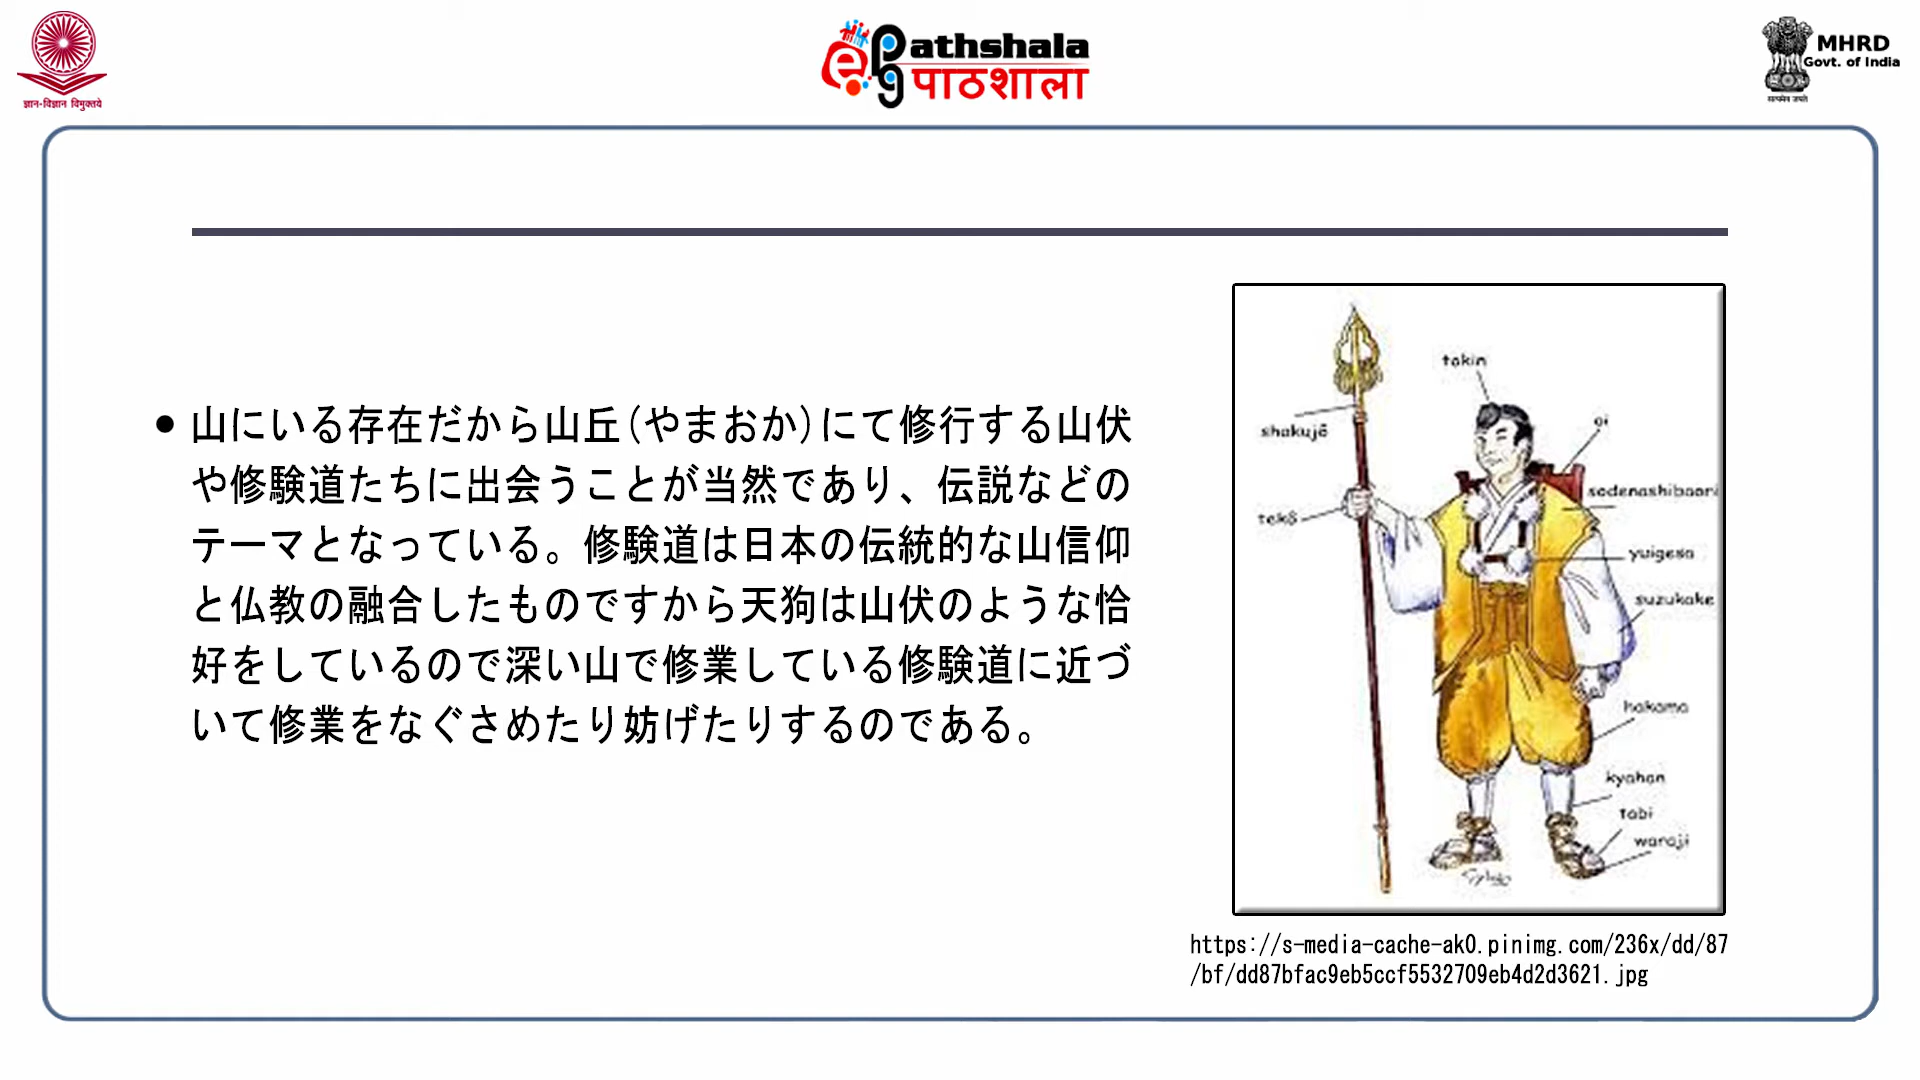 ज्ञान-विज्ञान विमुक्तये
ePathshala
पाठशाला
MHRD
Govt. of India
सत्यमेव जयते
• 山にいる存在だから山丘(やまおか)にて修行する山伏
や修験道たちに出会うことが当然であり、伝説などの
テーマとなっている。修験道は日本の伝統的な山信仰
と仏教の融合したものですから天狗は山伏のような恰
好をしているので深い山で修業している修験道に近づ
いて修業をなぐさめたり妨げたりするのである。
tokin
shakujō
oi
sodenashibaori
tekō
yuigesa
suzukake
hakama
kyahan
tabi
waraji
https://s-media-cache-ak0.pinimg.com/236x/dd/87
/bf/dd87bfac9eb5ccf5532709eb4d2d3621.jpg